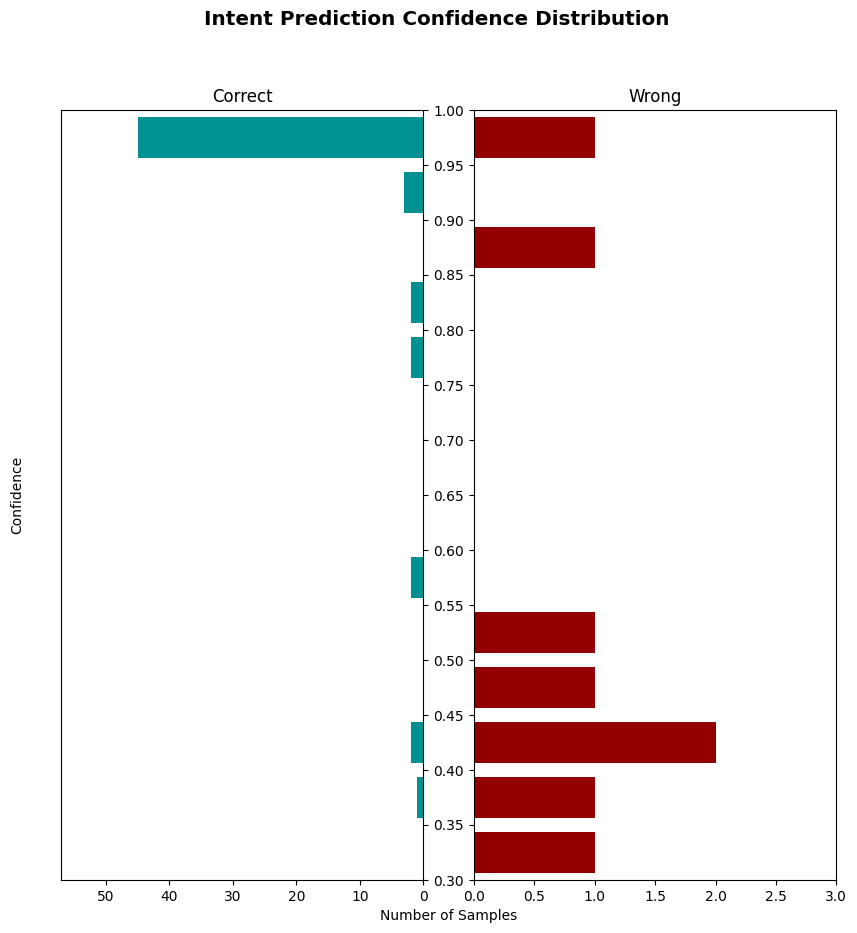 Intent Prediction Confidence Distribution
Correct
Wrong
1.00
0.95
0.90
0.85
0.80
0.75
0.70
0.65
0.60
0.55
0.50
0.45
0.40
0.35
0.30
Confidence
50 40 30 20 10 0
0.0 0.5 1.0 1.5 2.0 2.5 3.0
Number of Samples